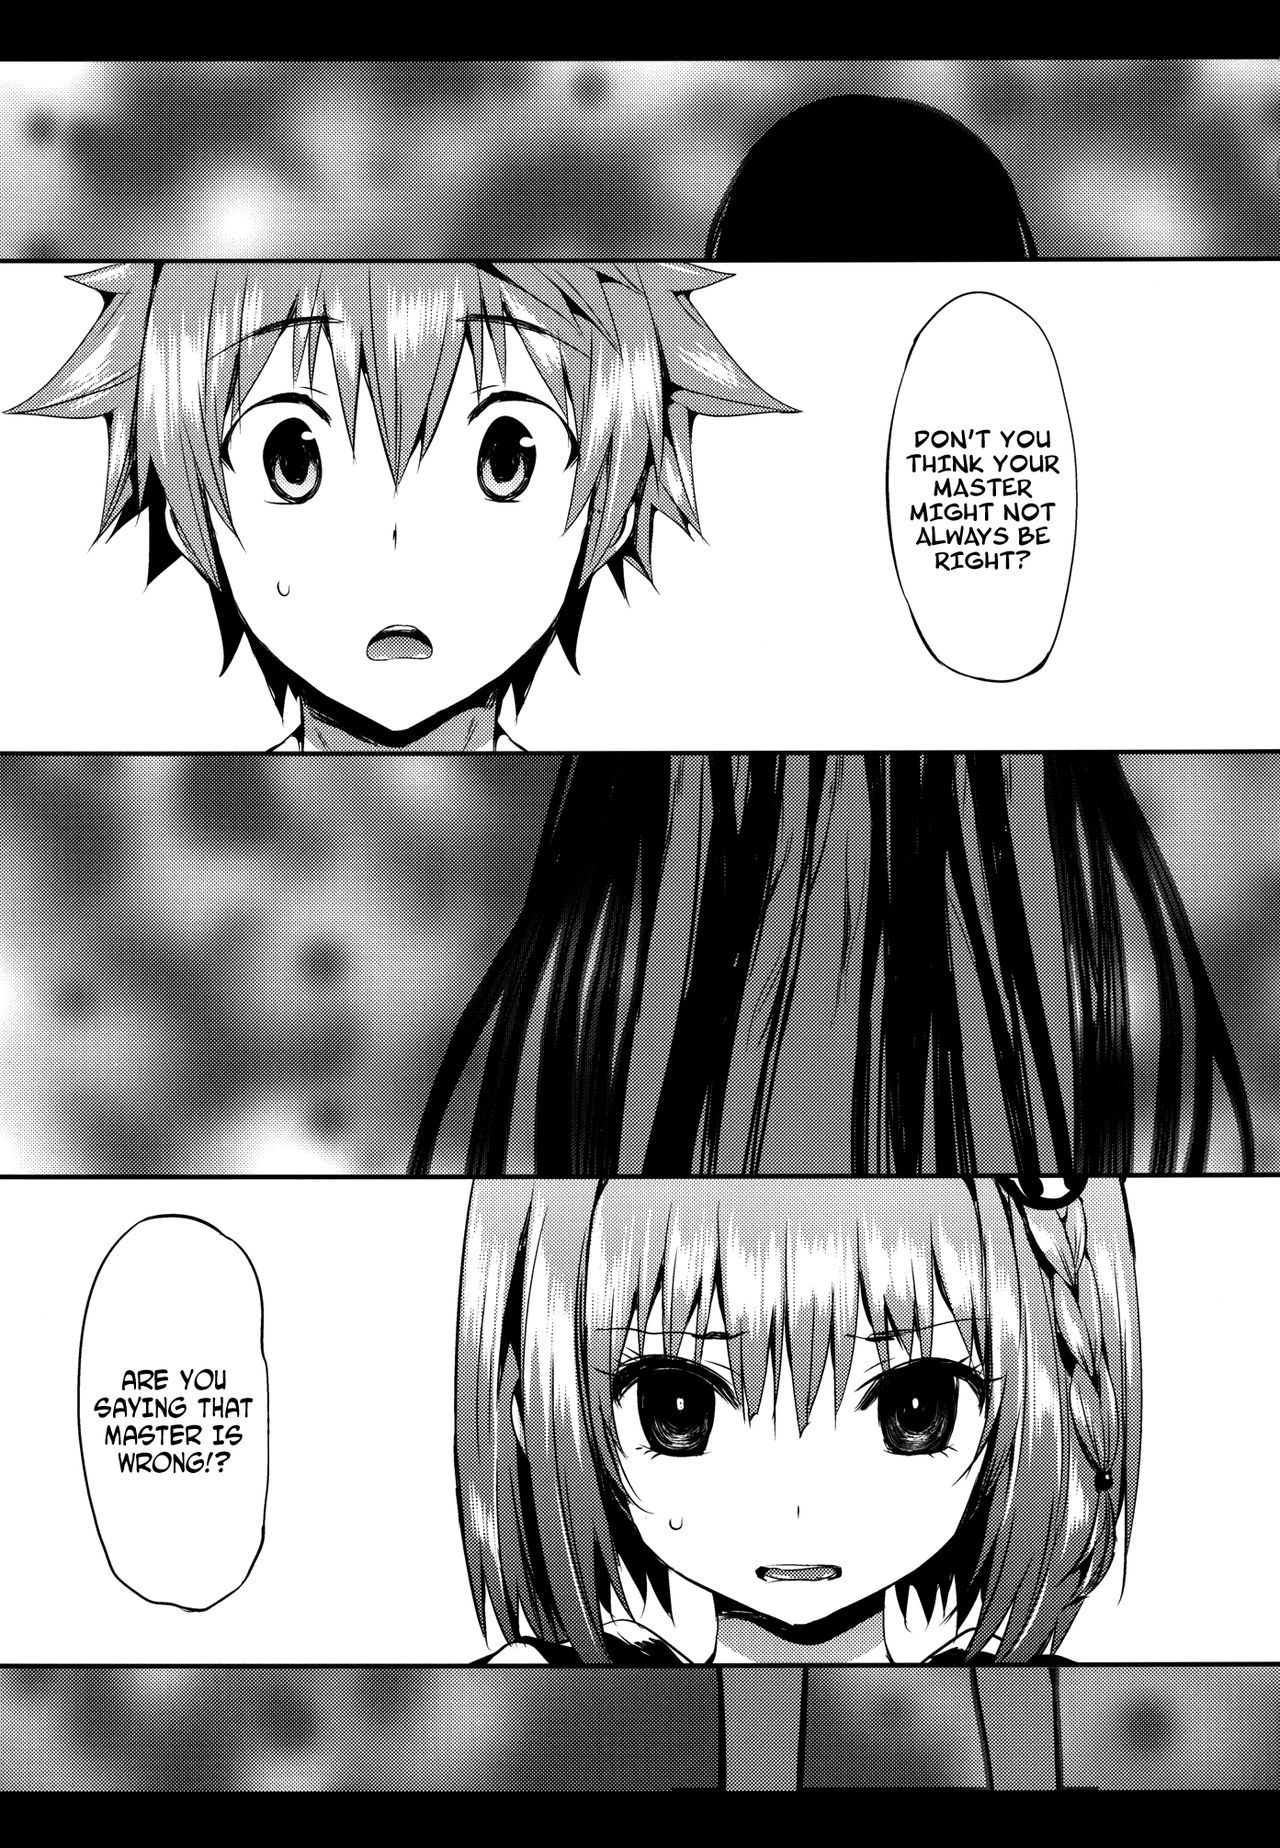 DON'T YOU
THINK YOUR
MASTER
MIGHT NOT
ALWAYS BE
RIGHT?
ARE YOU
SAYING THAT
MASTER IS
WRONG!?